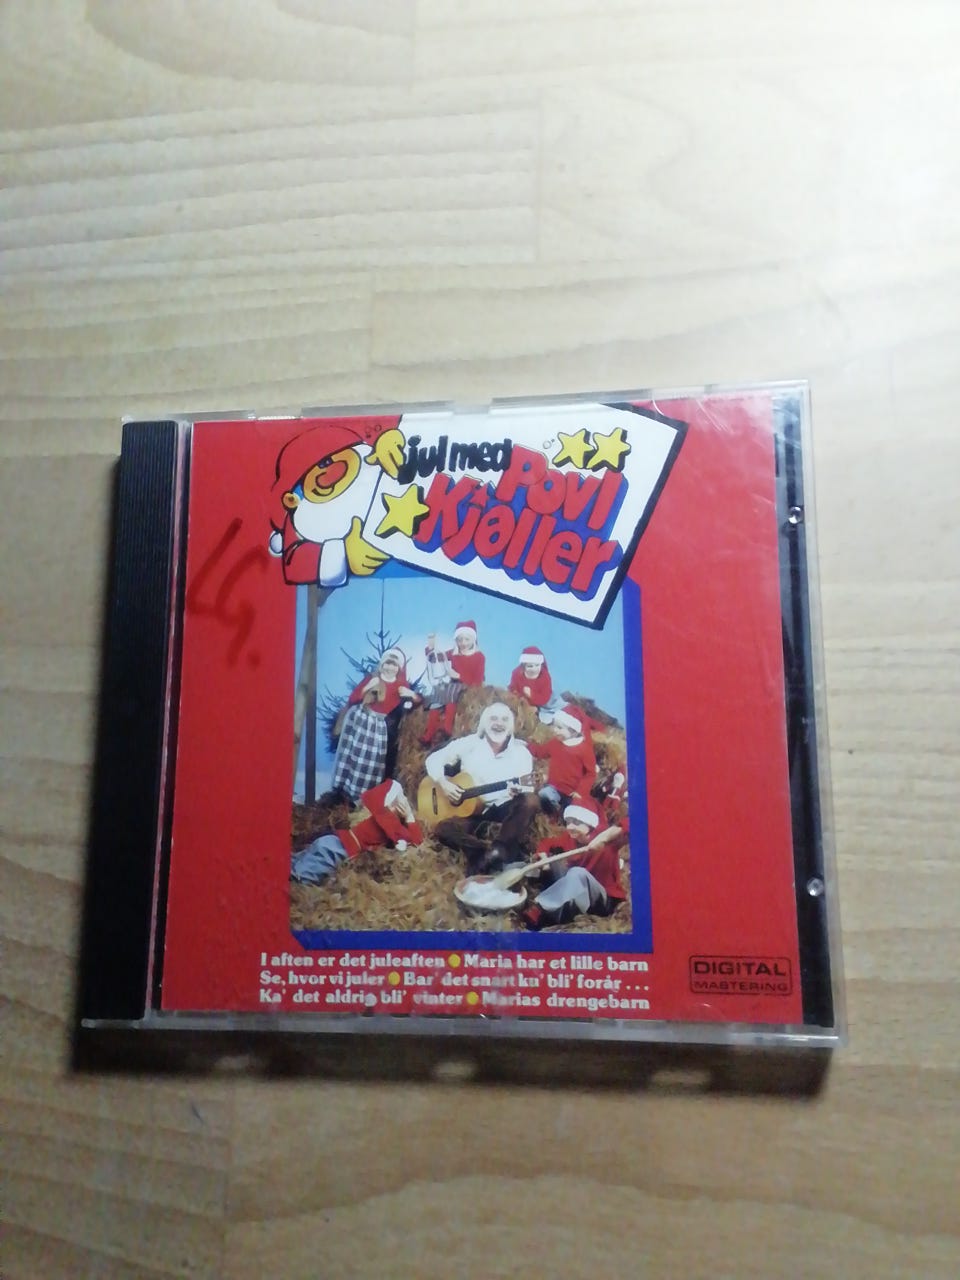 jul med
Povl
Kjøller
I aften er det juleaften ● Maria har et lille barn
Se, hvor vi juler ● Bar' det snart ku' bli' forår . . .
Ka' det aldrig bli' vinter ● Marias drengebarn
DIGITAL
MASTERING